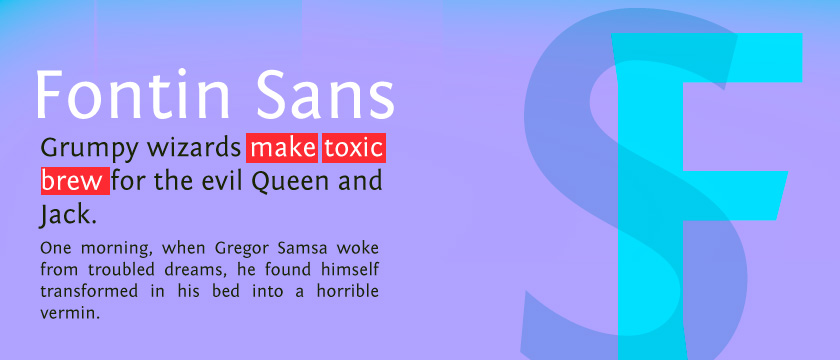 Fontin Sans
Grumpy wizards make toxic
brew for the evil Queen and
Jack.
One morning, when Gregor Samsa woke
from troubled dreams, he found himself
transformed in his bed into a horrible
vermin.
S
F